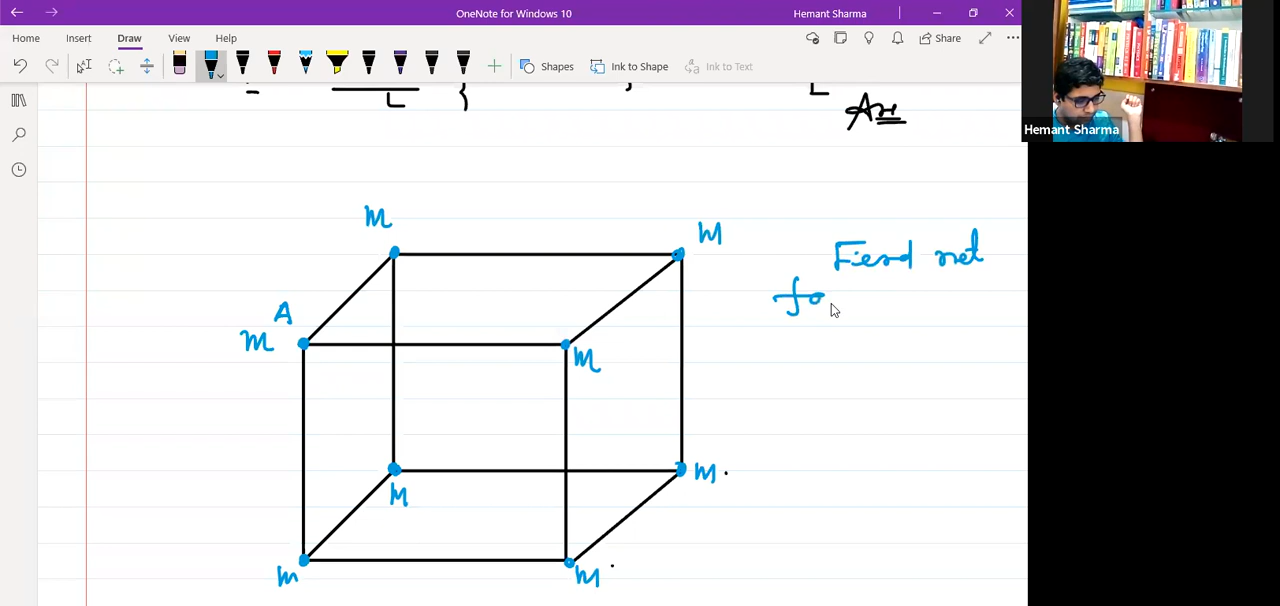 OneNote for Windows 10
Hemant Sharma
Home Insert Draw View Help
Share
Shapes Ink to Shape Ink to Text
Hemant Sharma
L
L
Ans
M
M
Find net
A
fo
M
M
M
M
M
M